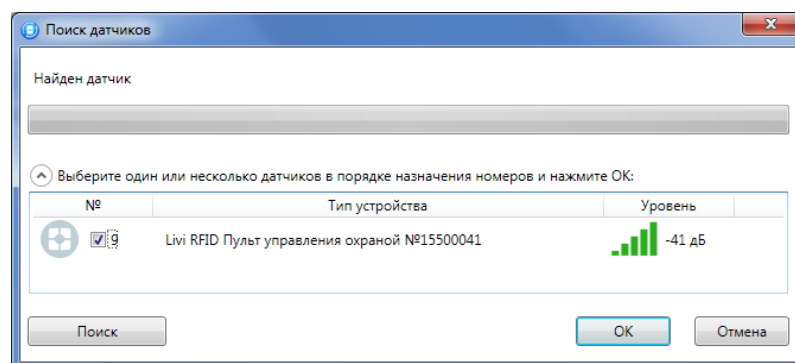 Поиск датчиков
Найден датчик
Выберите один или несколько датчиков в порядке назначения номеров и нажмите ОК:
№ Тип устройства Уровень
9 Livi RFID Пульт управления охраной №15500041 -41 дБ
Поиск ОК Отмена